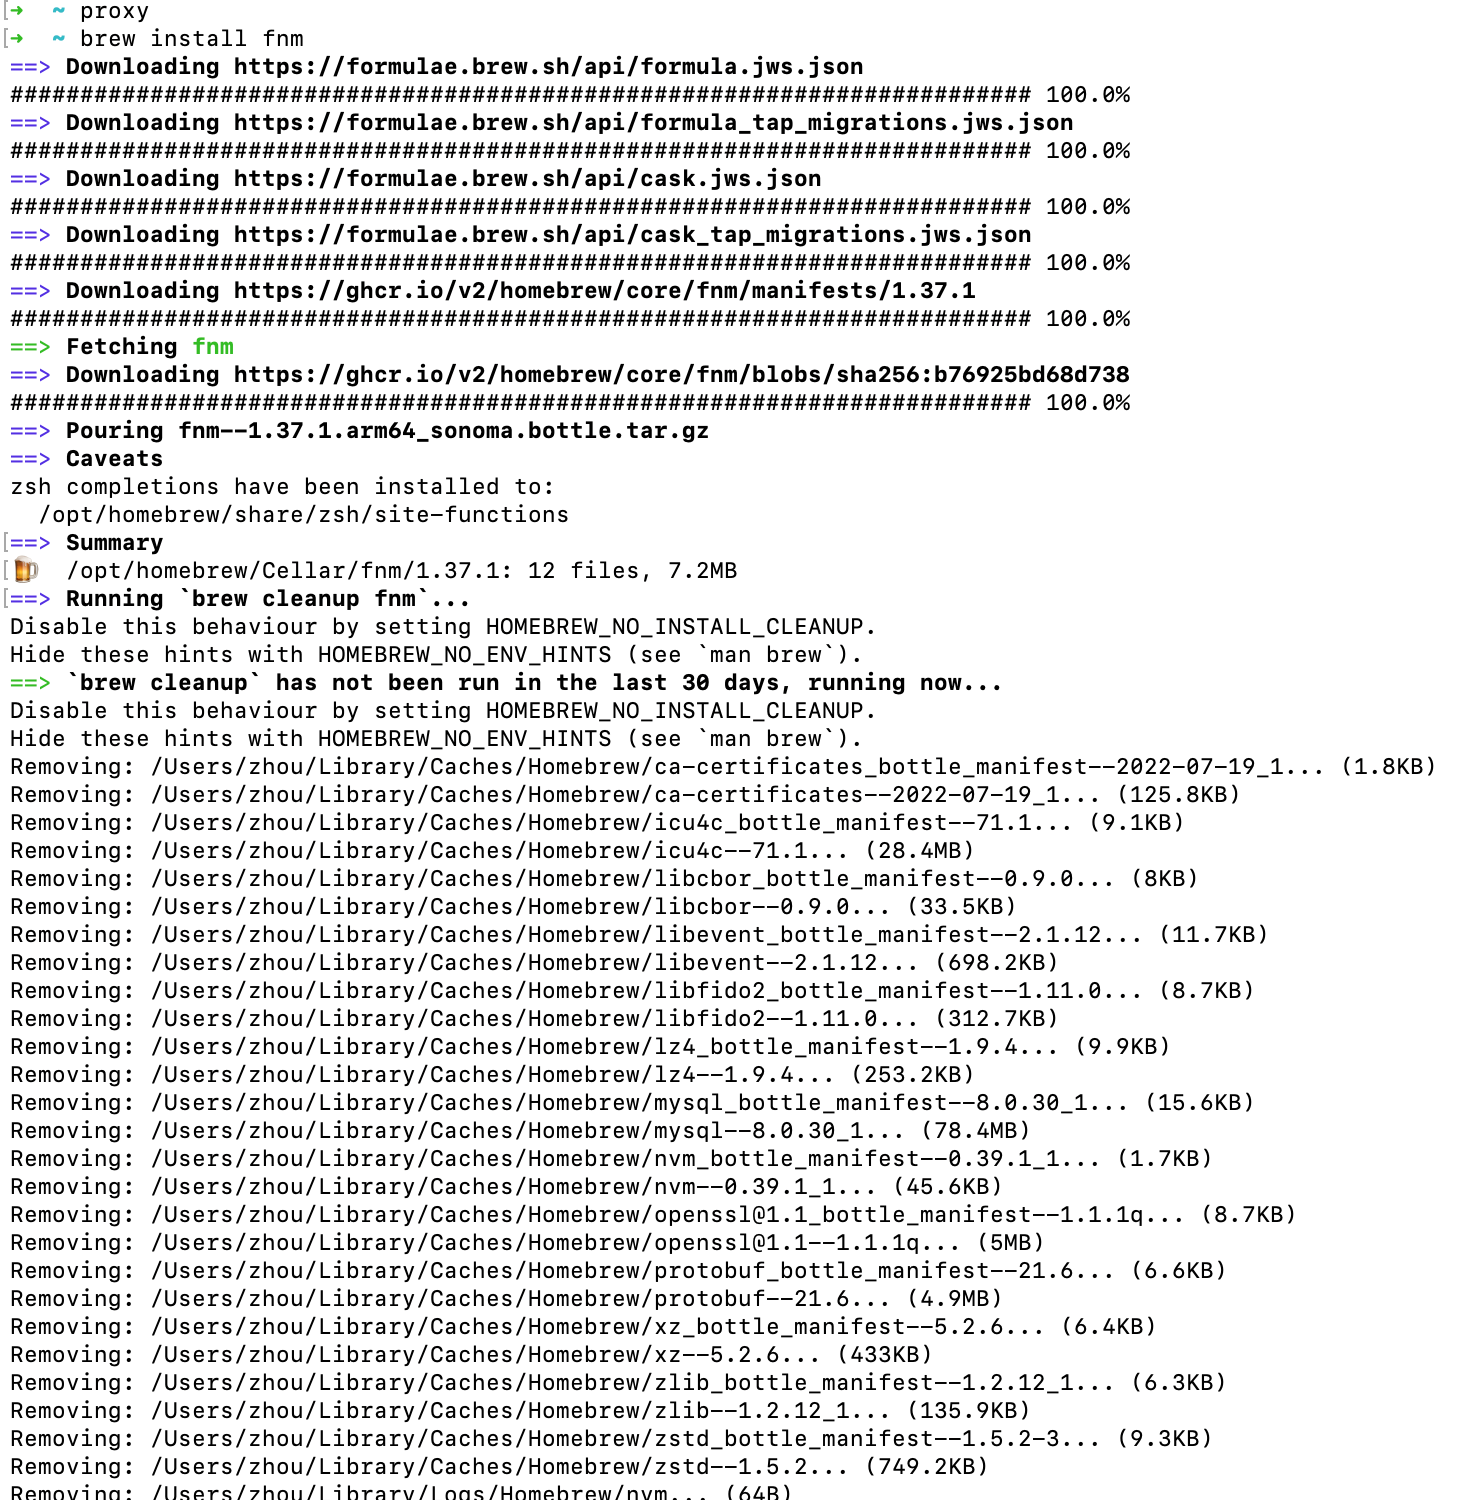 [→  ~ proxy
[→  ~ brew install fnm
==> Downloading https://formulae.brew.sh/api/formula.jws.json
######################################################################### 100.0%
==> Downloading https://formulae.brew.sh/api/formula_tap_migrations.jws.json
######################################################################### 100.0%
==> Downloading https://formulae.brew.sh/api/cask.jws.json
######################################################################### 100.0%
==> Downloading https://formulae.brew.sh/api/cask_tap_migrations.jws.json
######################################################################### 100.0%
==> Downloading https://ghcr.io/v2/homebrew/core/fnm/manifests/1.37.1
######################################################################### 100.0%
==> Fetching fnm
==> Downloading https://ghcr.io/v2/homebrew/core/fnm/blobs/sha256:b76925bd68d738
######################################################################### 100.0%
==> Pouring fnm--1.37.1.arm64_sonoma.bottle.tar.gz
==> Caveats
zsh completions have been installed to:
  /opt/homebrew/share/zsh/site-functions
[==> Summary
[🍺  /opt/homebrew/Cellar/fnm/1.37.1: 12 files, 7.2MB
[==> Running `brew cleanup fnm`...
Disable this behaviour by setting HOMEBREW_NO_INSTALL_CLEANUP.
Hide these hints with HOMEBREW_NO_ENV_HINTS (see `man brew`).
==> `brew cleanup` has not been run in the last 30 days, running now...
Disable this behaviour by setting HOMEBREW_NO_INSTALL_CLEANUP.
Hide these hints with HOMEBREW_NO_ENV_HINTS (see `man brew`).
Removing: /Users/zhou/Library/Caches/Homebrew/ca-certificates_bottle_manifest--2022-07-19_1... (1.8KB)
Removing: /Users/zhou/Library/Caches/Homebrew/ca-certificates--2022-07-19_1... (125.8KB)
Removing: /Users/zhou/Library/Caches/Homebrew/icu4c_bottle_manifest--71.1... (9.1KB)
Removing: /Users/zhou/Library/Caches/Homebrew/icu4c--71.1... (28.4MB)
Removing: /Users/zhou/Library/Caches/Homebrew/libcbor_bottle_manifest--0.9.0... (8KB)
Removing: /Users/zhou/Library/Caches/Homebrew/libcbor--0.9.0... (33.5KB)
Removing: /Users/zhou/Library/Caches/Homebrew/libevent_bottle_manifest--2.1.12... (11.7KB)
Removing: /Users/zhou/Library/Caches/Homebrew/libevent--2.1.12... (698.2KB)
Removing: /Users/zhou/Library/Caches/Homebrew/libfido2_bottle_manifest--1.11.0... (8.7KB)
Removing: /Users/zhou/Library/Caches/Homebrew/libfido2--1.11.0... (312.7KB)
Removing: /Users/zhou/Library/Caches/Homebrew/lz4_bottle_manifest--1.9.4... (9.9KB)
Removing: /Users/zhou/Library/Caches/Homebrew/lz4--1.9.4... (253.2KB)
Removing: /Users/zhou/Library/Caches/Homebrew/mysql_bottle_manifest--8.0.30_1... (15.6KB)
Removing: /Users/zhou/Library/Caches/Homebrew/mysql--8.0.30_1... (78.4MB)
Removing: /Users/zhou/Library/Caches/Homebrew/nvm_bottle_manifest--0.39.1_1... (1.7KB)
Removing: /Users/zhou/Library/Caches/Homebrew/nvm--0.39.1_1... (45.6KB)
Removing: /Users/zhou/Library/Caches/Homebrew/openssl@1.1_bottle_manifest--1.1.1q... (8.7KB)
Removing: /Users/zhou/Library/Caches/Homebrew/openssl@1.1--1.1.1q... (5MB)
Removing: /Users/zhou/Library/Caches/Homebrew/protobuf_bottle_manifest--21.6... (6.6KB)
Removing: /Users/zhou/Library/Caches/Homebrew/protobuf--21.6... (4.9MB)
Removing: /Users/zhou/Library/Caches/Homebrew/xz_bottle_manifest--5.2.6... (6.4KB)
Removing: /Users/zhou/Library/Caches/Homebrew/xz--5.2.6... (433KB)
Removing: /Users/zhou/Library/Caches/Homebrew/zlib_bottle_manifest--1.2.12_1... (6.3KB)
Removing: /Users/zhou/Library/Caches/Homebrew/zlib--1.2.12_1... (135.9KB)
Removing: /Users/zhou/Library/Caches/Homebrew/zstd_bottle_manifest--1.5.2-3... (9.3KB)
Removing: /Users/zhou/Library/Caches/Homebrew/zstd--1.5.2... (749.2KB)
Removing: /Users/zhou/Library/Logs/Homebrew/nvm... (64B)